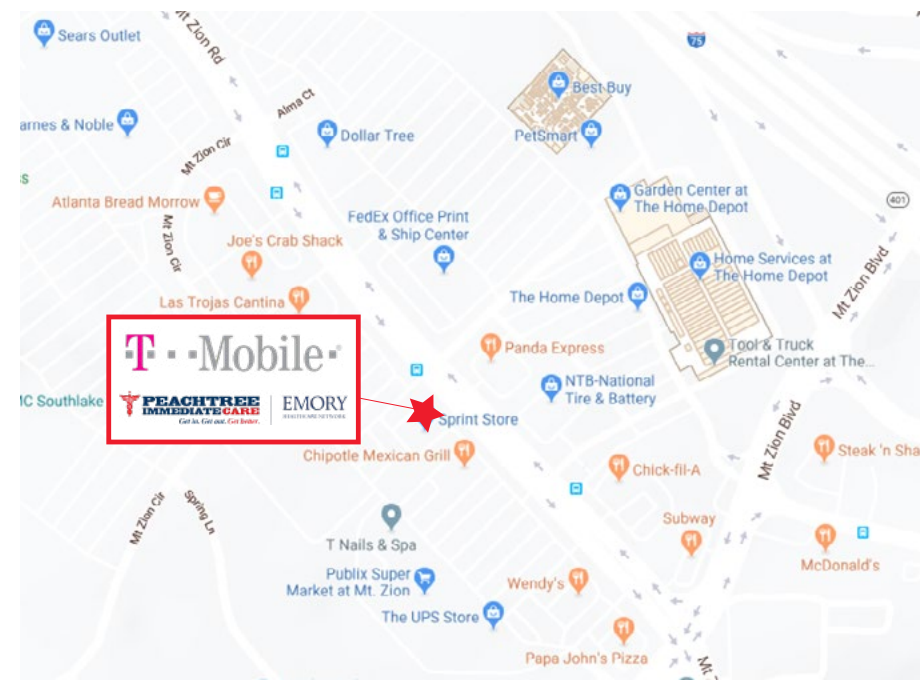 Mt Zion Rd
Sears Outlet
75
Best Buy
Alma Ct
arnes & Noble
Dollar Tree
PetSmart
Mt Zion Cir
Garden Center at
The Home Depot
401
Atlanta Bread Morrow
FedEx Office Print
& Ship Center
Mt Zion Cir
Joe's Crab Shack
Home Services at
The Home Depot
Mt Zion Blvd
Las Trojas Cantina
The Home Depot
T··Mobile·®
Panda Express
Tool & Truck
Rental Center at The...
NTB-National
Tire & Battery
MC Southlake
PEACHTREE
IMMEDIATECARE
Get in. Get out. Get better.
EMORY
HEALTHCARE NETWORK
Sprint Store
Mt Zion Blvd
Steak 'n Sha
Chipotle Mexican Grill
Chick-fil-A
Mt Zion Cir
Spring Ln
Subway
T Nails & Spa
McDonald's
Publix Super
Market at Mt. Zion
Wendy's
The UPS Store
Papa John's Pizza
Mt